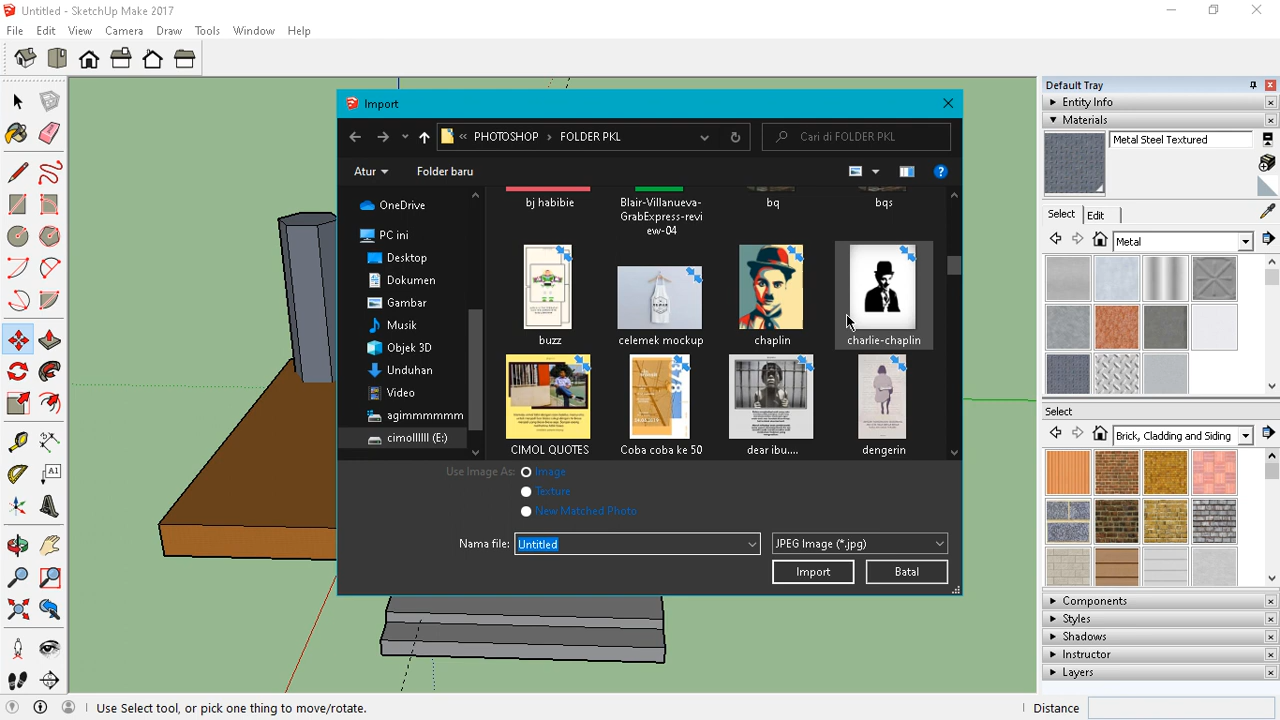 Untitled - SketchUp Make 2017
File Edit View Camera Draw Tools Window Help
Import
« PHOTOSHOP › FOLDER PKL
Cari di FOLDER PKL
Atur Folder baru
OneDrive
PC ini
Desktop
Dokumen
Gambar
Musik
Objek 3D
Unduhan
Video
agimmmmmm
cimollllll (E:)
bj habibie
Blair-Villanueva-
GrabExpress-revi
ew-04
bq
bqs
buzz
celemek mockup
chaplin
charlie-chaplin
CIMOL QUOTES
Coba coba ke 50
dear ibu....
dengerin
Use Image As: Image
Texture
New Matched Photo
Nama file: Untitled
JPEG Image (*.jpg)
Import
Batal
Default Tray
Entity Info
Materials
Metal Steel Textured
Select Edit
Metal
Select
Brick, Cladding and Siding
Components
Styles
Shadows
Instructor
Layers
Use Select tool, or pick one thing to move/rotate.
Distance